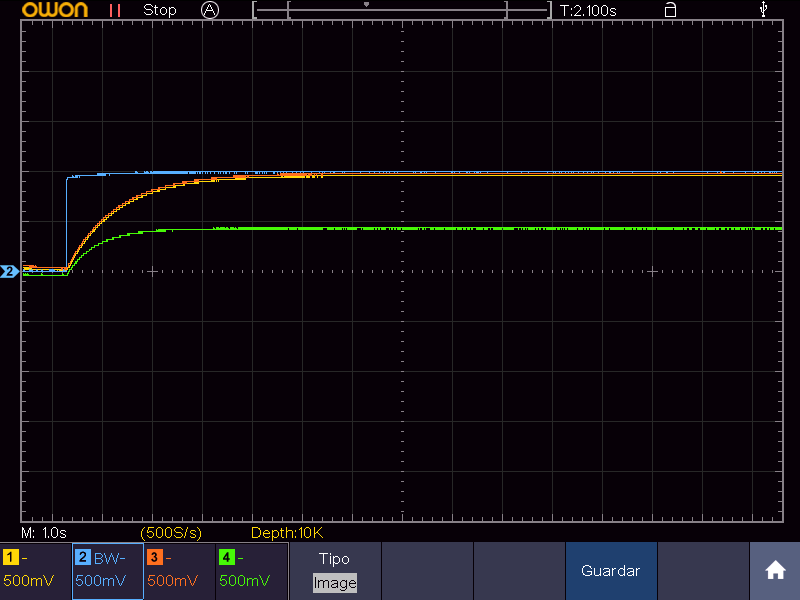 OWON Stop A T:2.100s
2
M: 1.0s (500S/s) Depth:10K
1 - 2 BW- 3 - 4 - Tipo
500mV 500mV 500mV 500mV Image Guardar